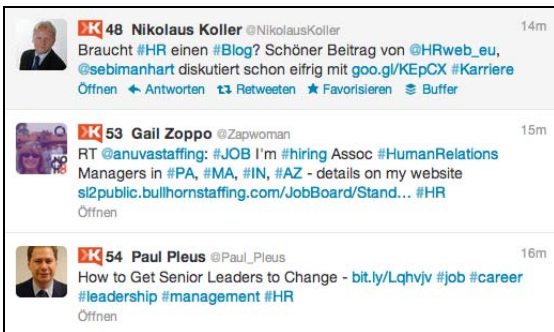 K 48 Nikolaus Koller @NikolausKoller 14m
Braucht #HR einen #Blog? Schöner Beitrag von @HRweb_eu,
@sebimanhart diskutiert schon eifrig mit goo.gl/KEpCX #Karriere
Öffnen Antworten Retweeten Favorisieren Buffer
K 53 Gail Zoppo @Zapwoman 15m
RT @anuvastaffing: #JOB I'm #hiring Assoc #HumanRelations
Managers in #PA, #MA, #IN, #AZ - details on my website
sl2public.bullhornstaffing.com/JobBoard/Stand… #HR
Öffnen
K 54 Paul Pleus @Paul_Pleus 16m
How to Get Senior Leaders to Change - bit.ly/Lqhvjv #job #career
#leadership #management #HR
Öffnen